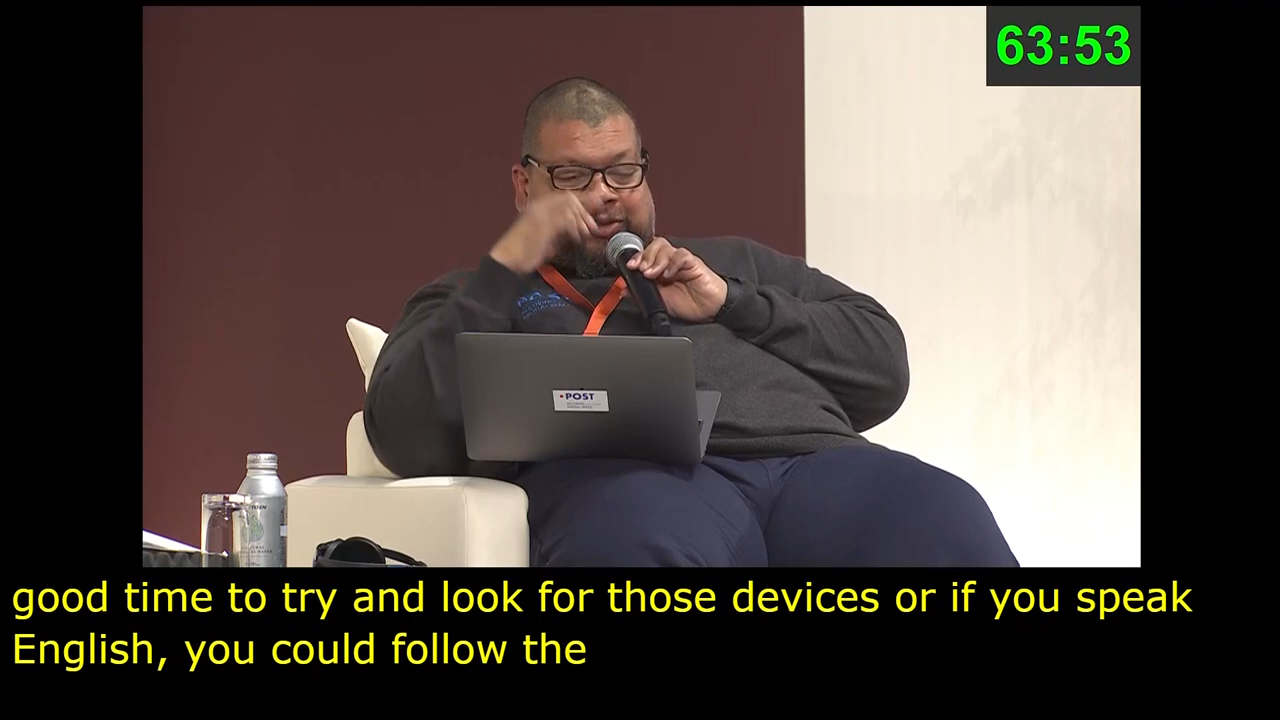 63:53
POST
good time to try and look for those devices or if you speak
English, you could follow the